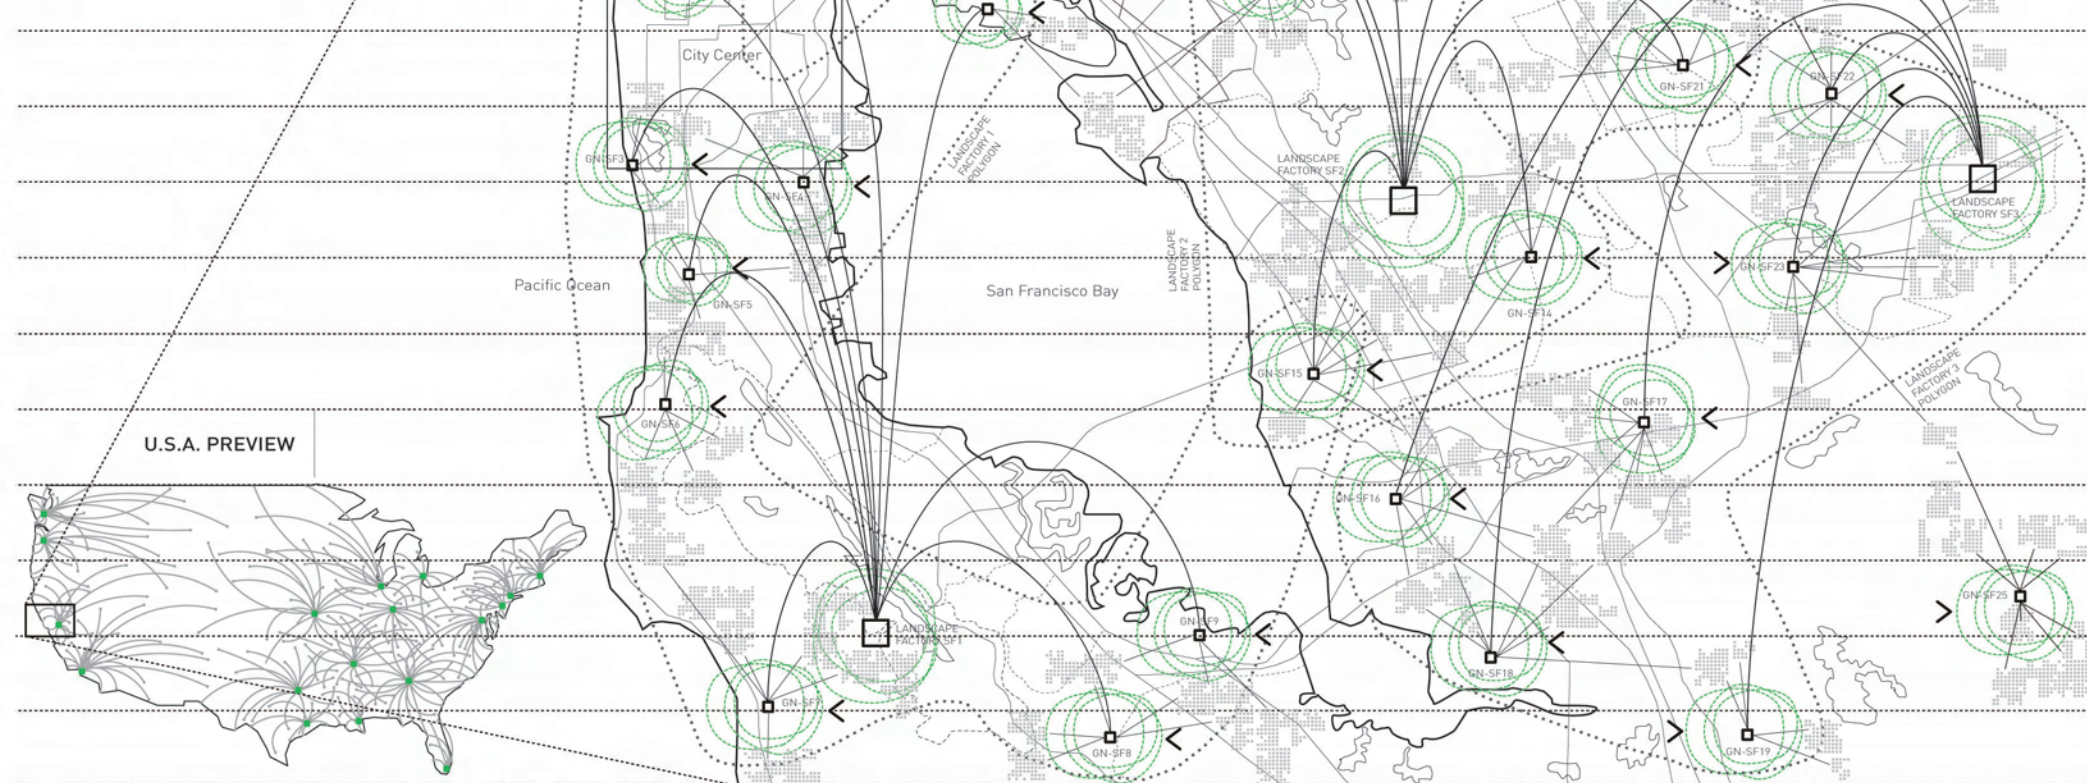 City Center
GN-SF22
GN-SF21
LANDSCAPE
FACTORY 1
POLYGON
GN-SF3
LANDSCAPE
FACTORY SF2
GN-SF4
LANDSCAPE
FACTORY SF3
LANDSCAPE
FACTORY 2
POLYGON
GN-SF23
Pacific Ocean
San Francisco Bay
GN-SF5
GN-SF14
GN-SF15
LANDSCAPE
FACTORY 3
POLYGON
GN-SF17
GN-SF6
U.S.A. PREVIEW
GN-SF16
GN-SF25
GN-SF9
LANDSCAPE
FACTORY SF1
GN-SF18
GN-SF7
GN-SF8
GN-SF19